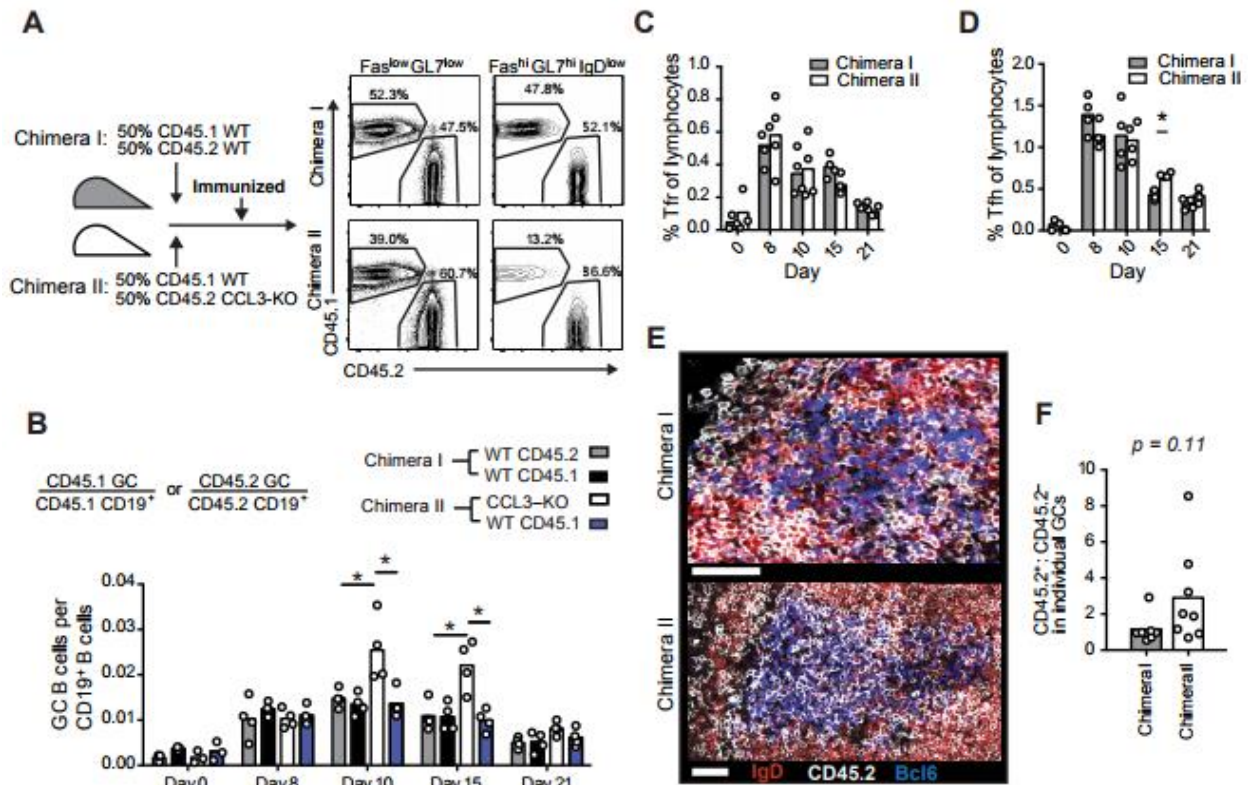 A
Chimera I: 50% CD45.1 WT
50% CD45.2 WT
Immunized
Chimera II: 50% CD45.1 WT
50% CD45.2 CCL3-KO
Fas^low GL7^low
Fas^hi GL7^hi IgD^low
Chimera I
52.3%
47.5%
47.8%
52.1%
Chimera II
39.0%
60.7%
13.2%
86.6%
CD45.1
CD45.2
B
CD45.1 GC
CD45.1 CD19+
or
CD45.2 GC
CD45.2 CD19+
Chimera I
WT CD45.2
WT CD45.1
Chimera II
CCL3–KO
WT CD45.1
GC B cells per
CD19+ B cells
0.04
0.03
0.02
0.01
0.00
* * * *
Day 0 Day 8 Day 10 Day 15 Day 21
C
% Tfr of lymphocytes
1.0
0.8
0.6
0.4
0.2
0.0
Chimera I
Chimera II
0 8 10 15 21
Day
D
% Tfh of lymphocytes
2.0
1.5
1.0
0.5
0.0
Chimera I
Chimera II
*
0 8 10 15 21
Day
E
Chimera I
Chimera II
IgD CD45.2 Bcl6
F
p = 0.11
CD45.2+: CD45.2–
in individual GCs
10
8
6
4
2
0
Chimera I
Chimera II